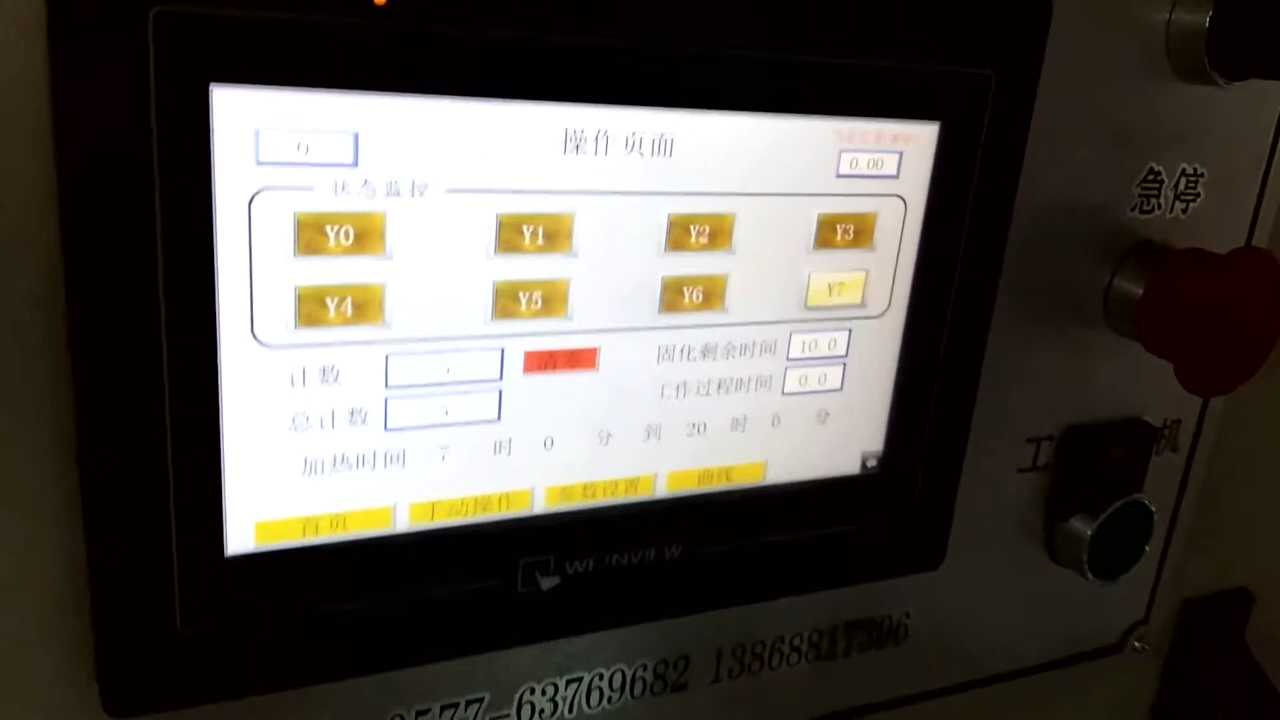 操作页面
0.00
状态监控
Y0 Y1 Y2 Y3
Y4 Y5 Y6 Y7
计数
清零
固化剩余时间 10.0
总计数
工作过程时间 0.0
加热时间 7 时 0 分 到 20 时 0 分
首页 手动操作 参数设置 曲线
WEINVIEW
0577-63769682 13868817396
急停